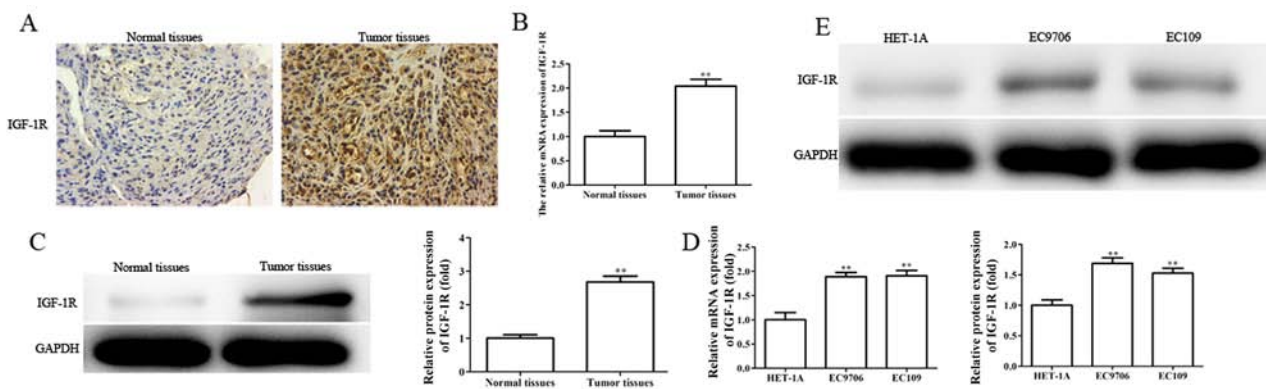 A
Normal tissues
Tumor tissues
IGF-1R
B
The relative mNRA expression of IGF-1R
2.5
2.0
1.5
1.0
0.5
0.0
**
Normal tissues
Tumor tissues
E
HET-1A
EC9706
EC109
IGF-1R
GAPDH
C
Normal tissues
Tumor tissues
IGF-1R
GAPDH
Relative protein expression
of IGF-1R (fold)
4
3
2
1
0
**
Normal tissues
Tumor tissues
D
Relative mRNA expression
of IGF-1R (fold)
2.5
2.0
1.5
1.0
0.5
0.0
**
**
HET-1A
EC9706
EC109
Relative protein expression
of IGF-1R (fold)
2.0
1.5
1.0
0.5
0.0
**
**
HET-1A
EC9706
EC109